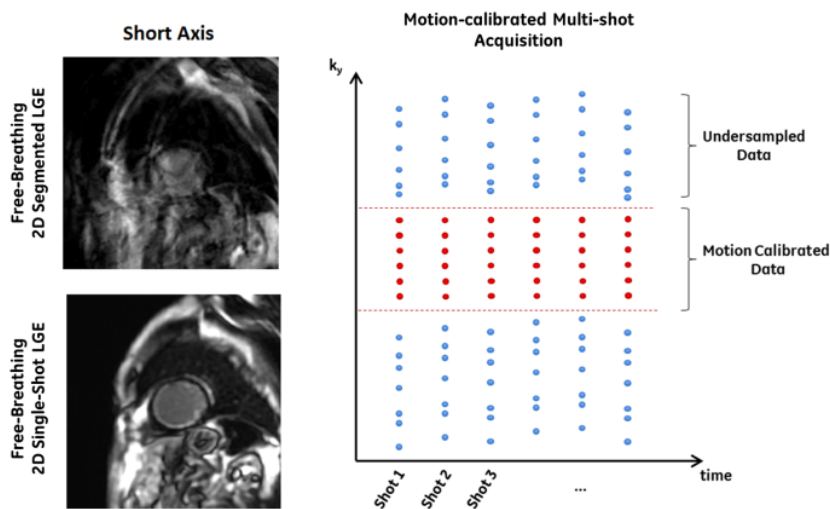 Short Axis
Free-Breathing
2D Segmented LGE
Free-Breathing
2D Single-Shot LGE
Motion-calibrated Multi-shot
Acquisition
ky
Undersampled
Data
Motion Calibrated
Data
time
Shot 1
Shot 2
Shot 3
...